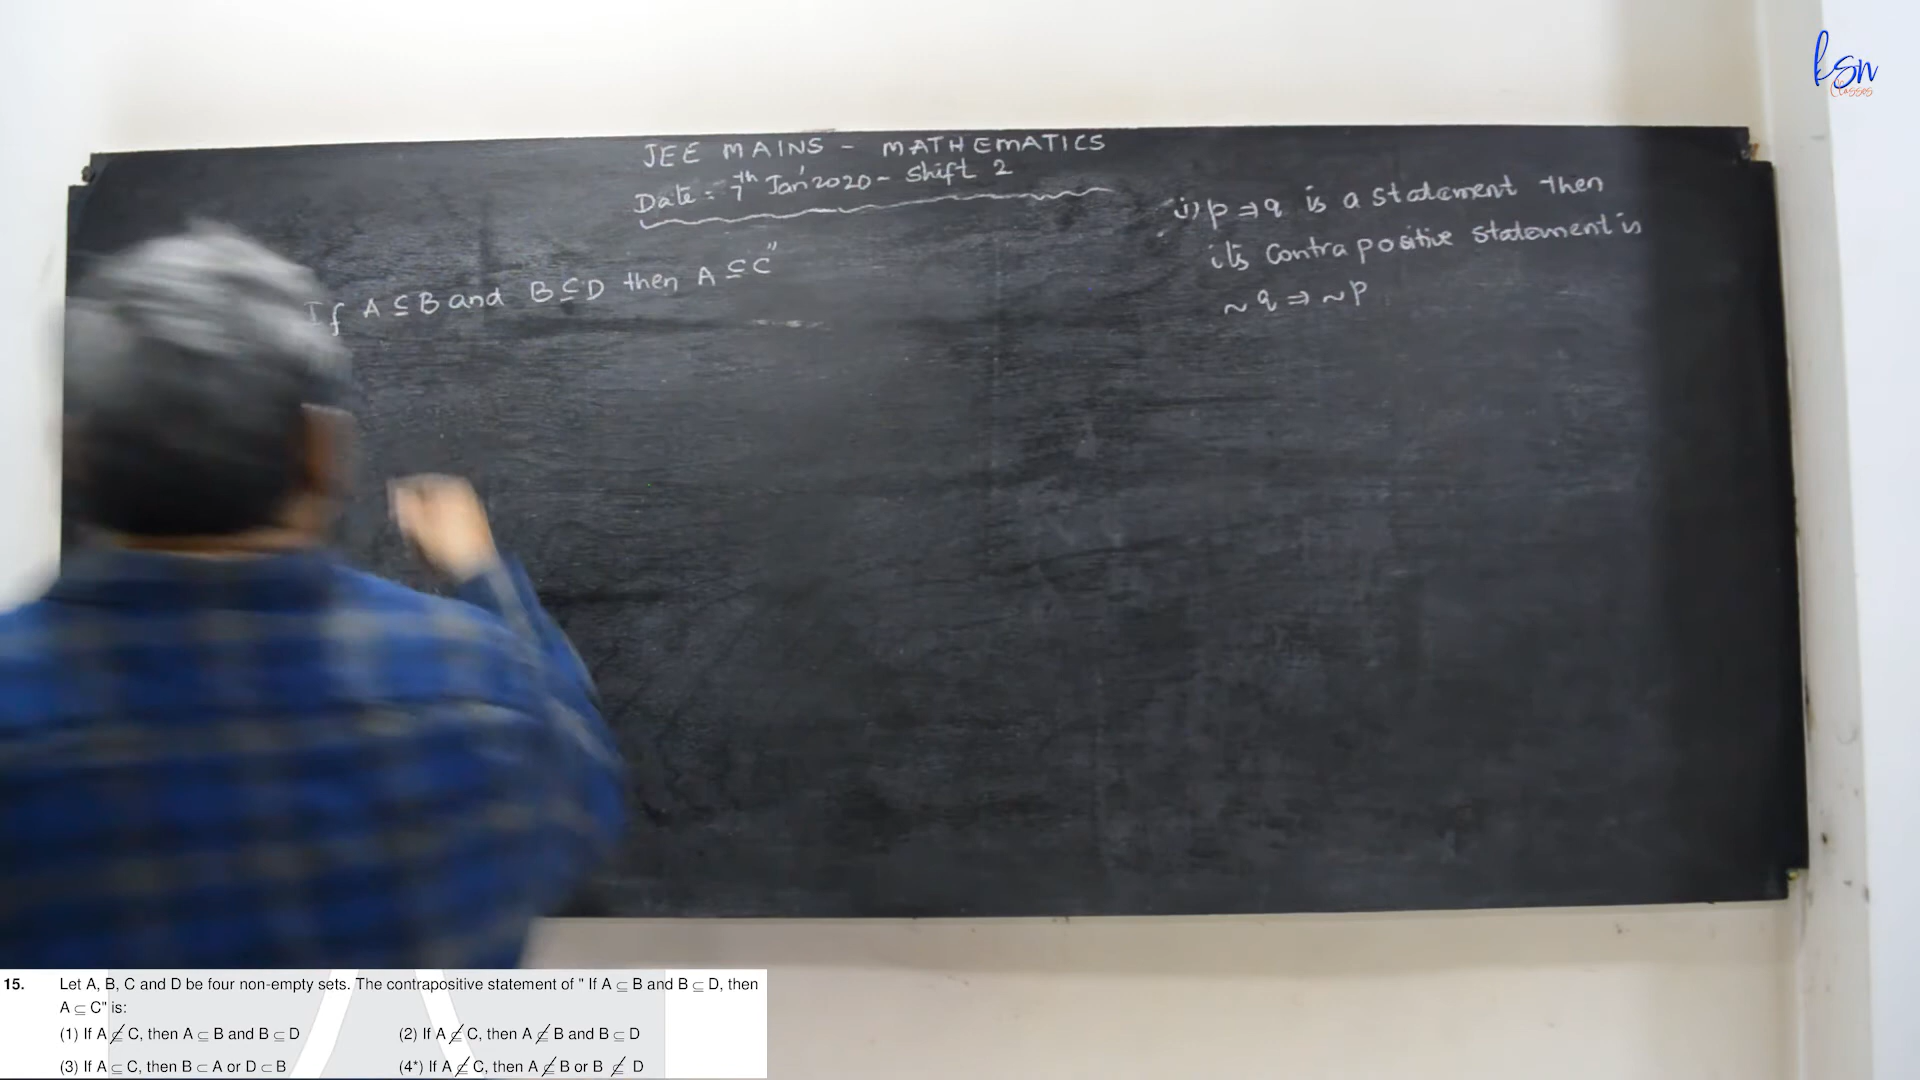 ksn
Classes
JEE MAINS - MATHEMATICS
Date: 7th Jan' 2020 - Shift 2
If A ⊆ B and B ⊆ D then A ⊆ C"
i) p ⇒ q is a statement then
its contrapositive statement is
~q ⇒ ~p
15. Let A, B, C and D be four non-empty sets. The contrapositive statement of " If A ⊆ B and B ⊆ D, then
A ⊆ C" is:
(1) If A ⊈ C, then A ⊆ B and B ⊆ D (2) If A ⊈ C, then A ⊈ B and B ⊆ D
(3) If A ⊆ C, then B ⊂ A or D ⊂ B (4*) If A ⊈ C, then A ⊈ B or B ⊈ D